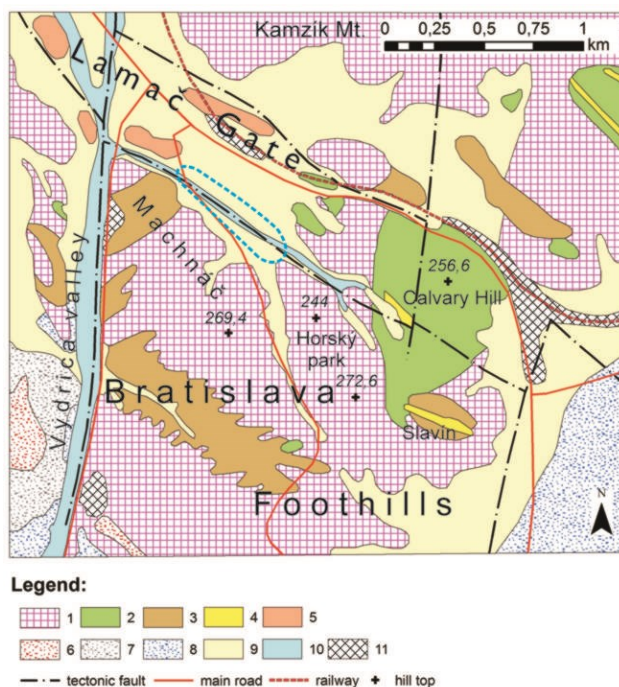 Kamzik Mt.
0 0,25 0,5 0,75 1
km
Lamač Gate
Machnáč
Vydrica valley
256,6
Calvary Hill
244
269,4
Horský
park
272,6
Bratislava
Slavín
Foothills
N
Legend:
1 2 3 4 5
6 7 8 9 10 11
tectonic fault main road railway hill top